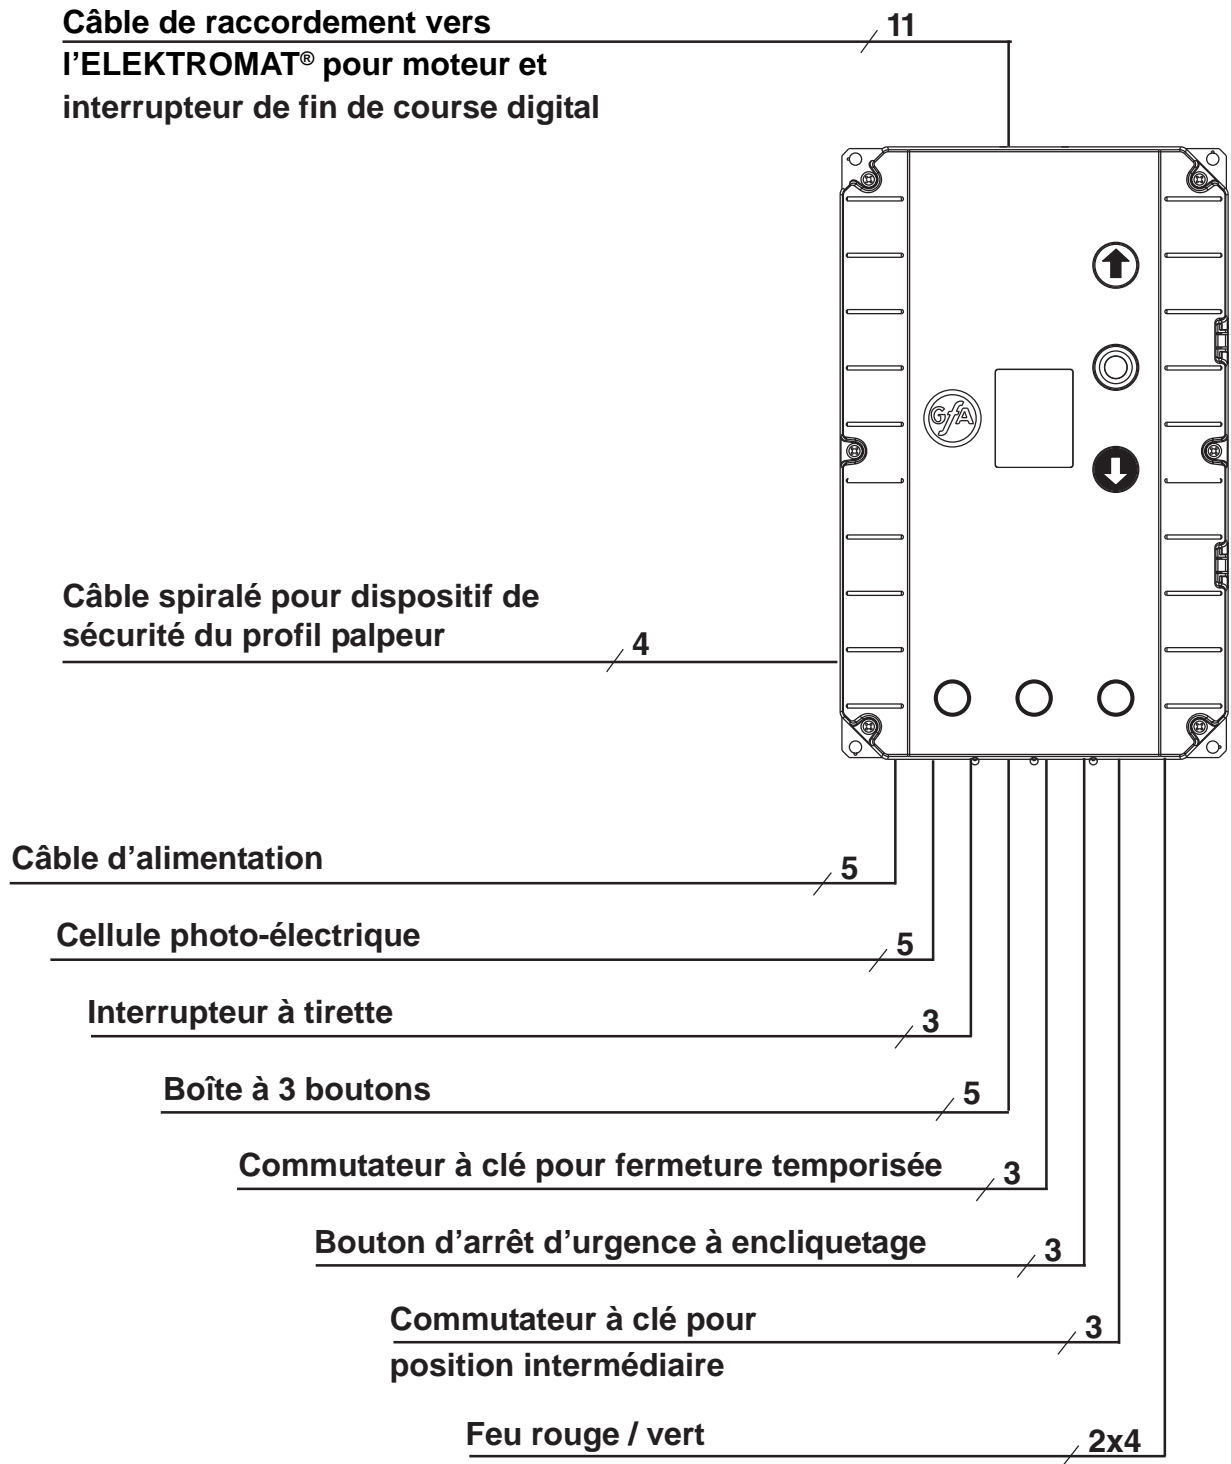 Câble de raccordement vers 11
l'ELEKTROMAT® pour moteur et
interrupteur de fin de course digital
GfA
Câble spiralé pour dispositif de
sécurité du profil palpeur 4
Câble d'alimentation 5
Cellule photo-électrique 5
Interrupteur à tirette 3
Boîte à 3 boutons 5
Commutateur à clé pour fermeture temporisée 3
Bouton d'arrêt d'urgence à encliquetage 3
Commutateur à clé pour 3
position intermédiaire
Feu rouge / vert 2x4